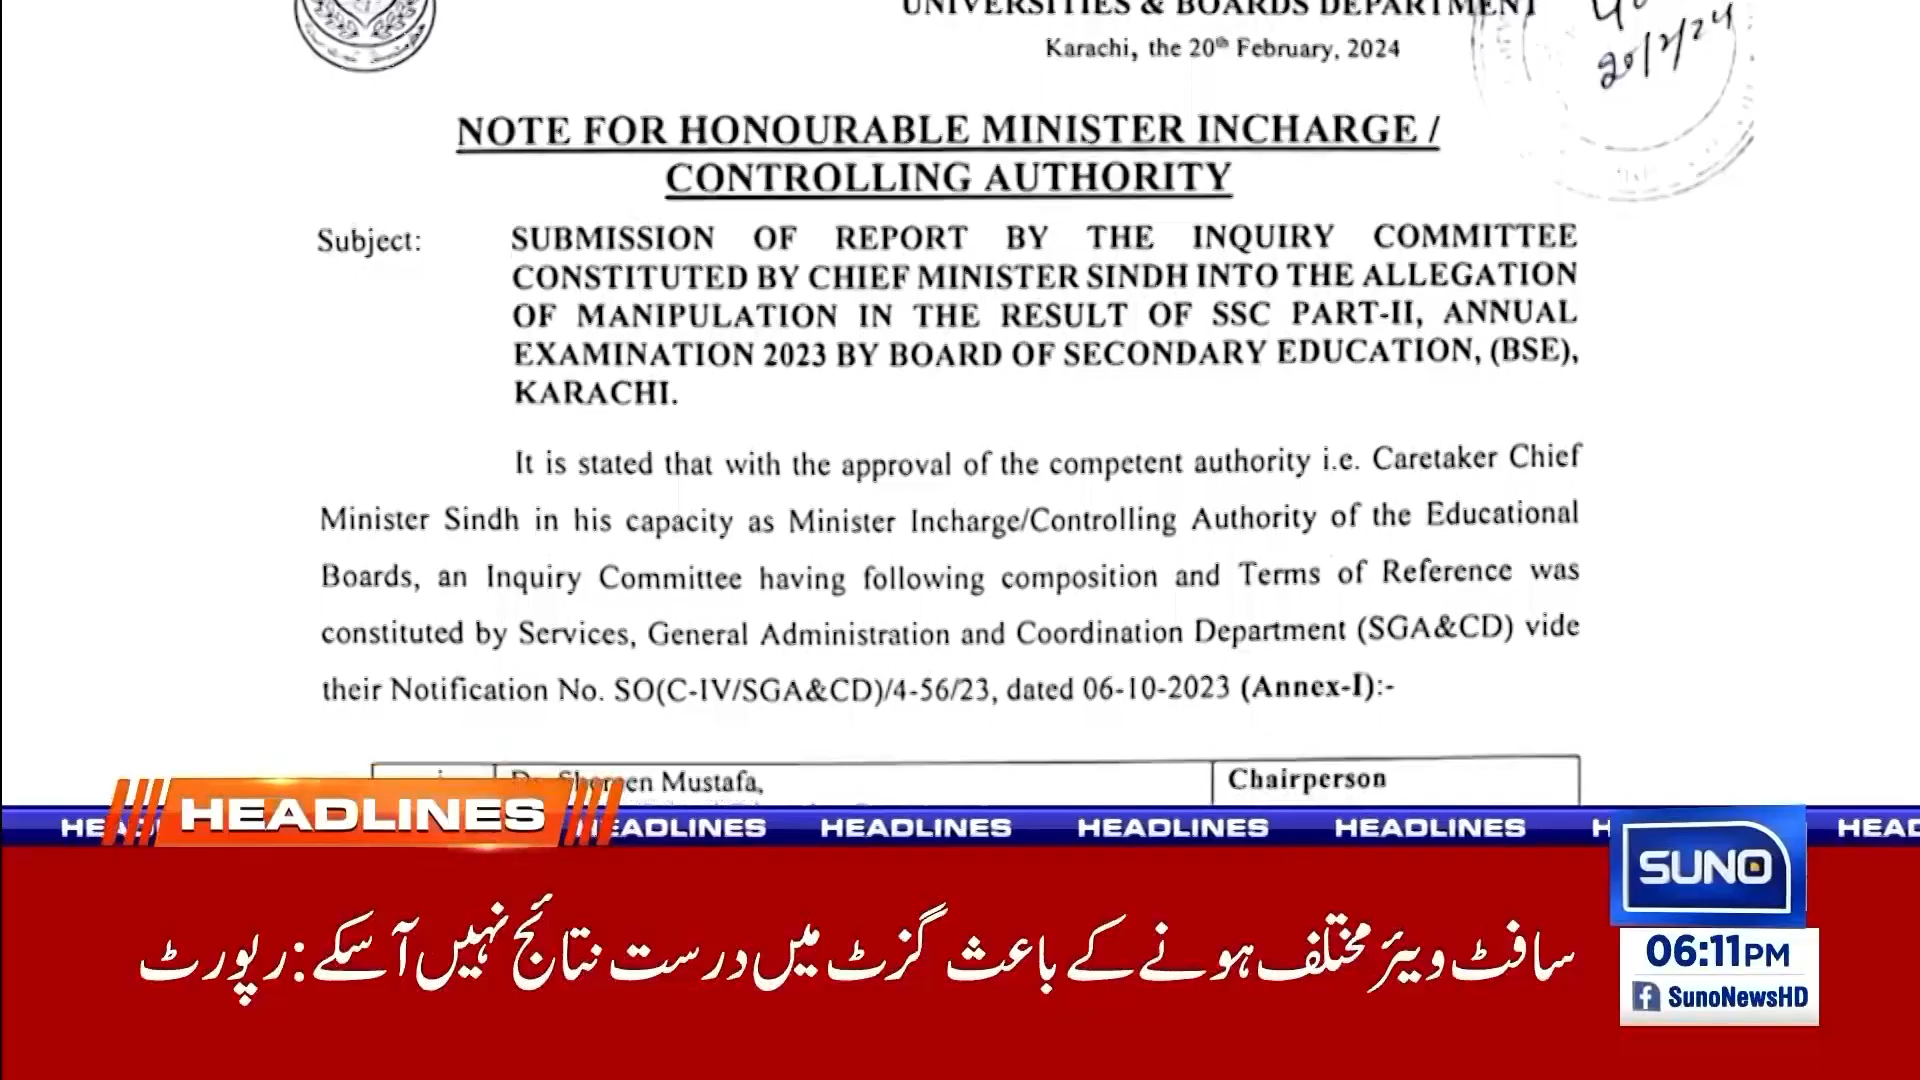 UNIVERSITIES & BOARDS DEPARTMENT
Karachi, the 20th February, 2024
20/2/24
NOTE FOR HONOURABLE MINISTER INCHARGE /
CONTROLLING AUTHORITY
Subject: SUBMISSION OF REPORT BY THE INQUIRY COMMITTEE
CONSTITUTED BY CHIEF MINISTER SINDH INTO THE ALLEGATION
OF MANIPULATION IN THE RESULT OF SSC PART-II, ANNUAL
EXAMINATION 2023 BY BOARD OF SECONDARY EDUCATION, (BSE),
KARACHI.
It is stated that with the approval of the competent authority i.e. Caretaker Chief
Minister Sindh in his capacity as Minister Incharge/Controlling Authority of the Educational
Boards, an Inquiry Committee having following composition and Terms of Reference was
constituted by Services, General Administration and Coordination Department (SGA&CD) vide
their Notification No. SO(C-IV/SGA&CD)/4-56/23, dated 06-10-2023 (Annex-I):-
Dr. Shereen Mustafa, Chairperson
HEADLINES
HEADLINES HEADLINES HEADLINES HEADLINES
SUNO
سافٹ ویئر مختلف ہونے کے باعث گزٹ میں درست نتائج نہیں آ سکے : رپورٹ
06:11PM
SunoNewsHD